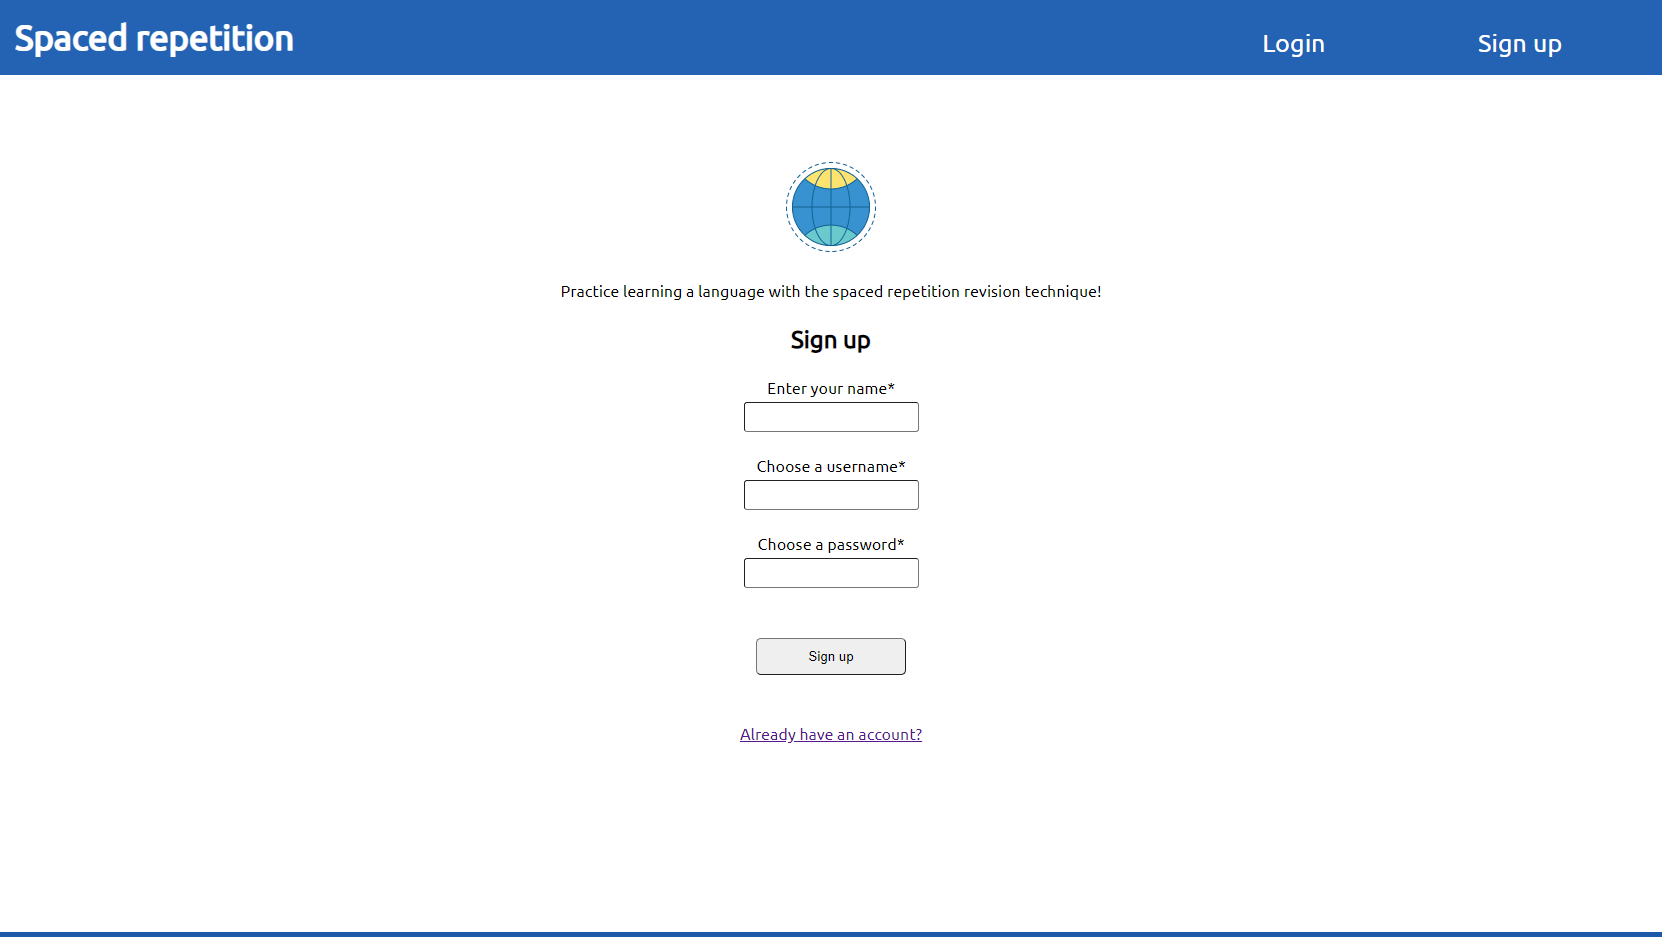 Spaced repetition
Login
Sign up
Practice learning a language with the spaced repetition revision technique!
Sign up
Enter your name*
Choose a username*
Choose a password*
Sign up
Already have an account?